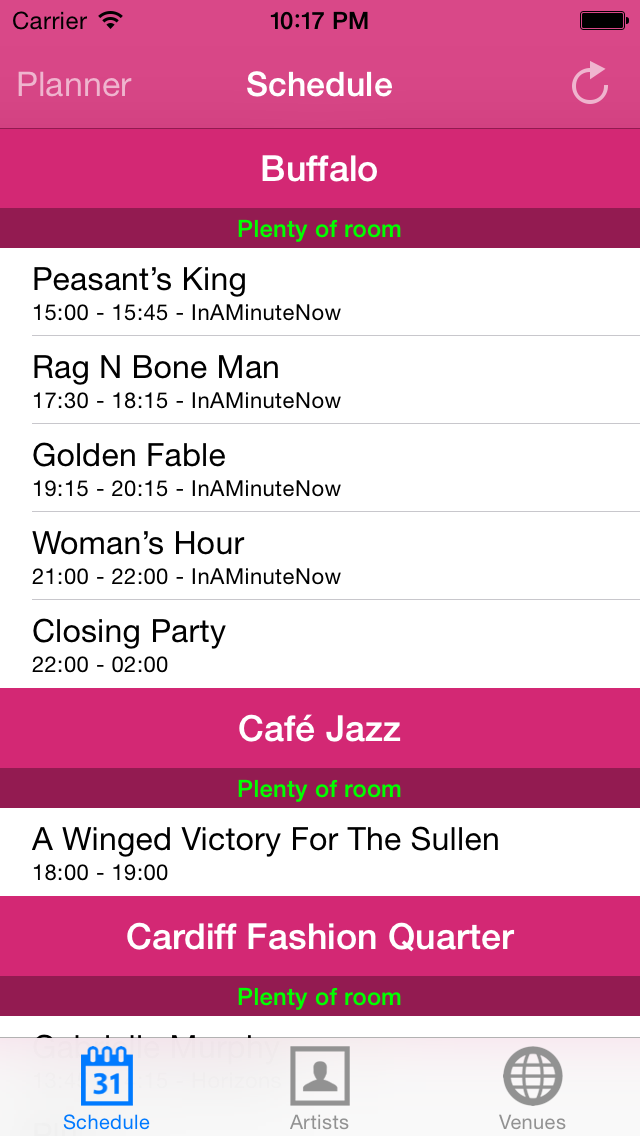 Carrier 10:17 PM
Planner Schedule
Buffalo
Plenty of room
Peasant’s King
15:00 - 15:45 - InAMinuteNow
Rag N Bone Man
17:30 - 18:15 - InAMinuteNow
Golden Fable
19:15 - 20:15 - InAMinuteNow
Woman’s Hour
21:00 - 22:00 - InAMinuteNow
Closing Party
22:00 - 02:00
Café Jazz
Plenty of room
A Winged Victory For The Sullen
18:00 - 19:00
Cardiff Fashion Quarter
Plenty of room
Murphy
31
Schedule Artists Venues